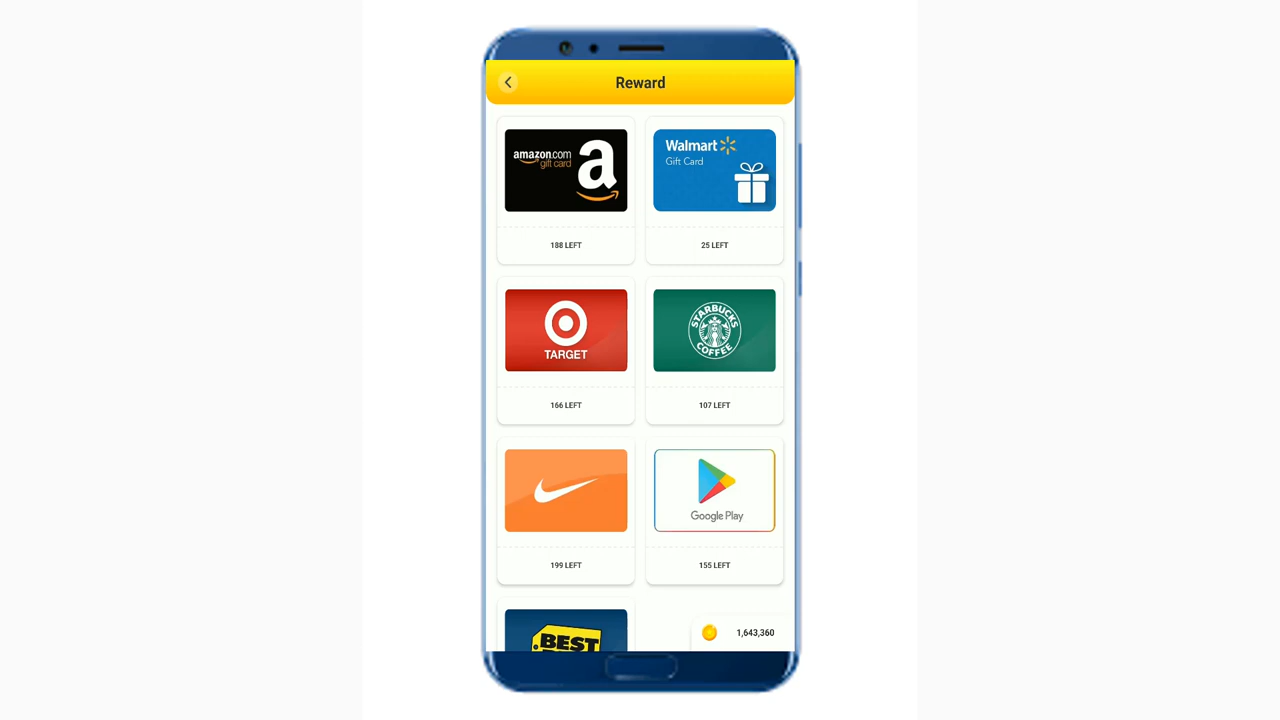 Reward
amazon.com
gift card
a
Walmart
Gift Card
188 LEFT
25 LEFT
TARGET
STARBUCKS
COFFEE
166 LEFT
107 LEFT
Google Play
199 LEFT
155 LEFT
BEST
1,643,360